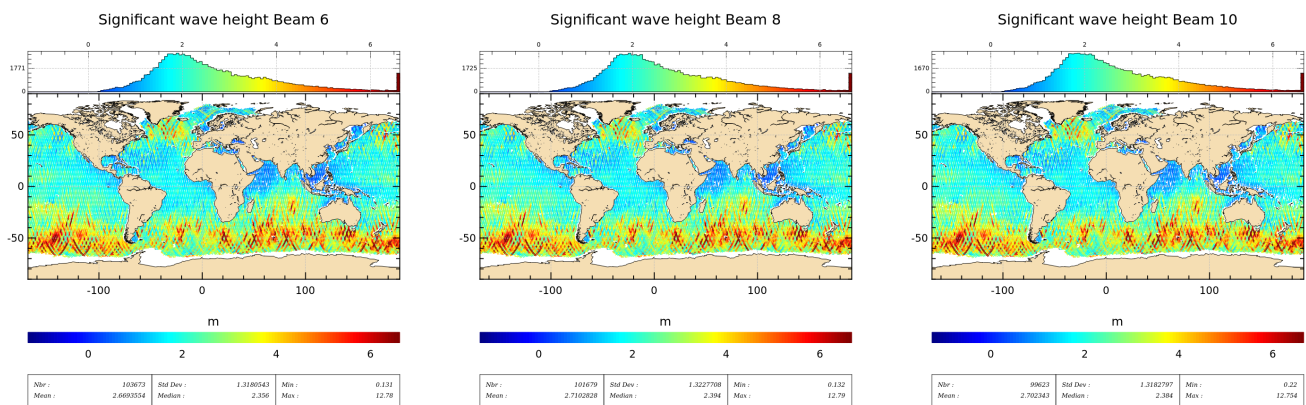 Significant wave height Beam 6
0 2 4 6
1771
0
50
0
-50
-100 0 100
m
0 2 4 6
Nbr : 103673 Std Dev : 1.3180543 Min : 0.131
Mean : 2.6693554 Median : 2.356 Max : 12.78
Significant wave height Beam 8
0 2 4 6
1725
0
50
0
-50
-100 0 100
m
0 2 4 6
Nbr : 101679 Std Dev : 1.3227708 Min : 0.132
Mean : 2.7102828 Median : 2.394 Max : 12.79
Significant wave height Beam 10
0 2 4 6
1670
0
50
0
-50
-100 0 100
m
0 2 4 6
Nbr : 99623 Std Dev : 1.3182797 Min : 0.22
Mean : 2.702343 Median : 2.384 Max : 12.754